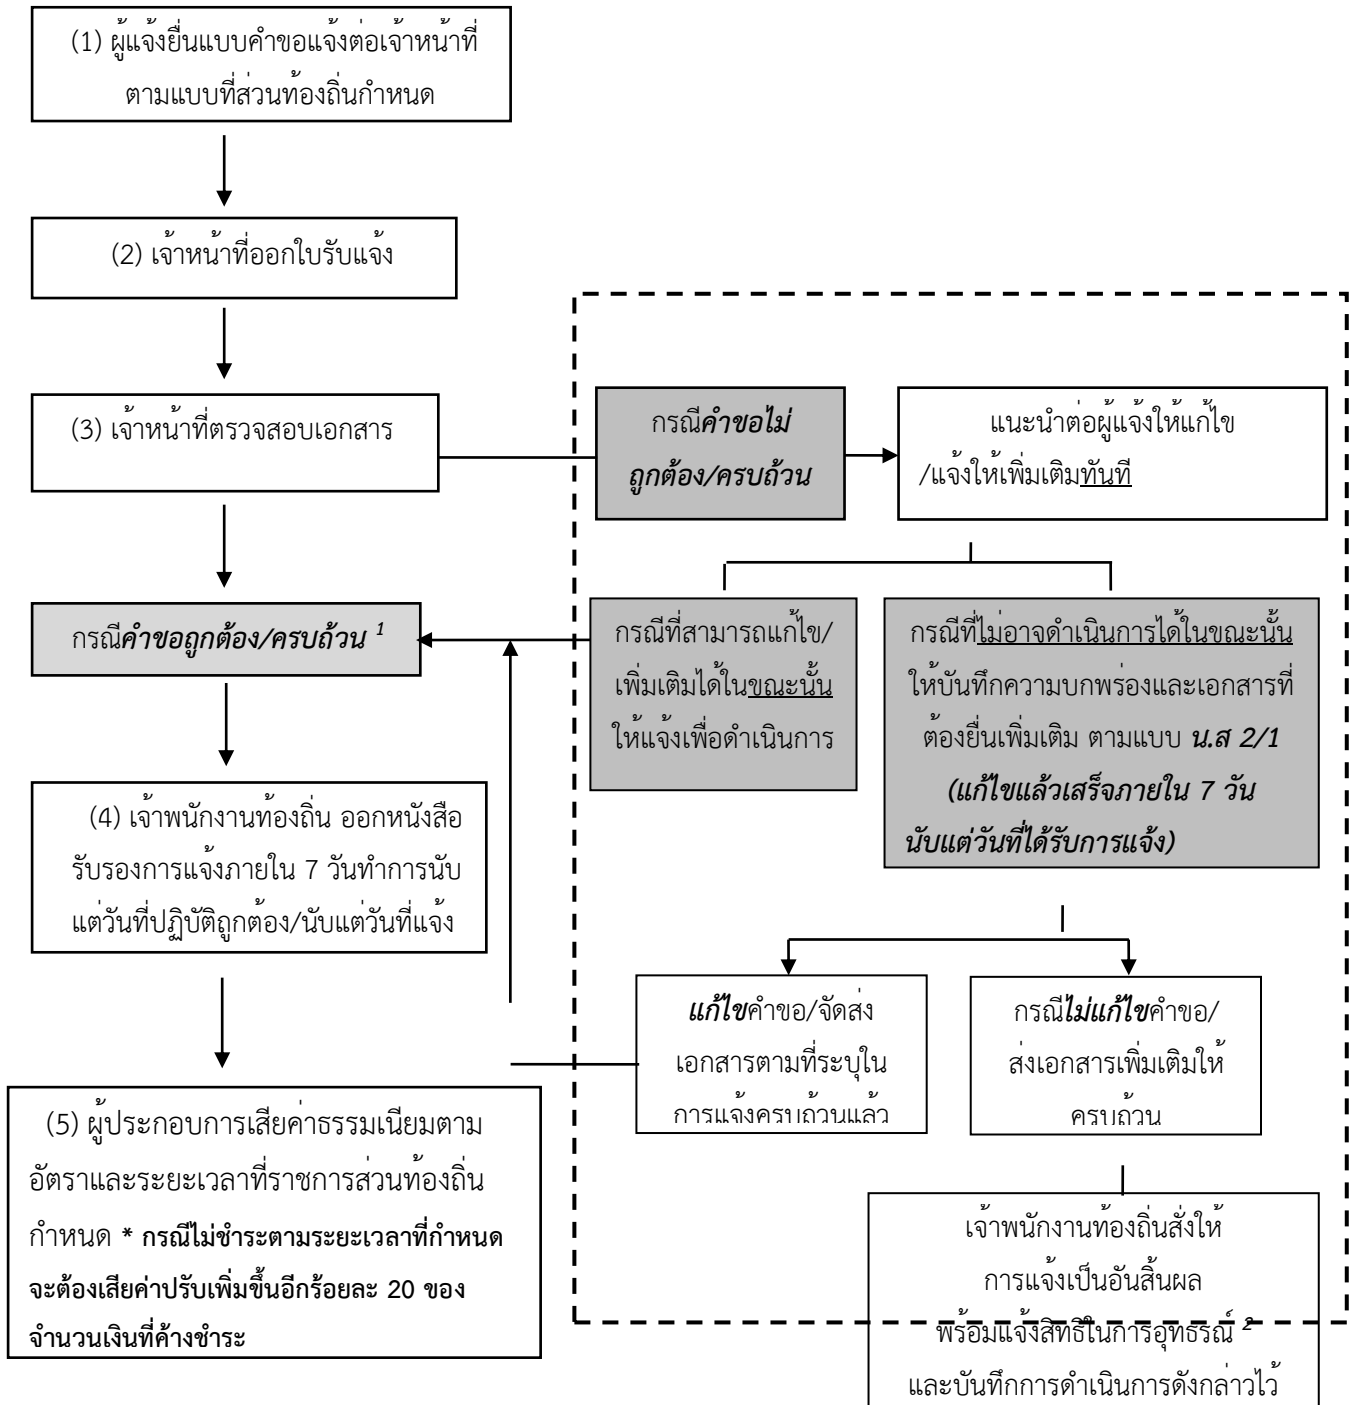 (1) ผู้แจ้งยื่นแบบคำขอแจ้งต่อเจ้าหน้าที่
ตามแบบที่ส่วนท้องถิ่นกำหนด
(2) เจ้าหน้าที่ออกใบรับแจ้ง
(3) เจ้าหน้าที่ตรวจสอบเอกสาร
กรณีคำขอไม่
ถูกต้อง/ครบถ้วน
แนะนำต่อผู้แจ้งให้แก้ไข
/แจ้งให้เพิ่มเติมทันที
กรณีคำขอถูกต้อง/ครบถ้วน 1
กรณีที่สามารถแก้ไข/
เพิ่มเติมได้ในขณะนั้น
ให้แจ้งเพื่อดำเนินการ
กรณีที่ไม่อาจดำเนินการได้ในขณะนั้น
ให้บันทึกความบกพร่องและเอกสารที่
ต้องยื่นเพิ่มเติม ตามแบบ น.ส 2/1
(แก้ไขแล้วเสร็จภายใน 7 วัน
นับแต่วันที่ได้รับการแจ้ง)
(4) เจ้าพนักงานท้องถิ่น ออกหนังสือ
รับรองการแจ้งภายใน 7 วันทำการนับ
แต่วันที่ปฏิบัติถูกต้อง/นับแต่วันที่แจ้ง
แก้ไขคำขอ/จัดส่ง
เอกสารตามที่ระบุใน
การแจ้งครบถ้วนแล้ว
กรณีไม่แก้ไขคำขอ/
ส่งเอกสารเพิ่มเติมให้
ครบถ้วน
(5) ผู้ประกอบการเสียค่าธรรมเนียมตาม
อัตราและระยะเวลาที่ราชการส่วนท้องถิ่น
กำหนด * กรณีไม่ชำระตามระยะเวลาที่กำหนด
จะต้องเสียค่าปรับเพิ่มขึ้นอีกร้อยละ 20 ของ
จำนวนเงินที่ค้างชำระ
เจ้าพนักงานท้องถิ่นสั่งให้
การแจ้งเป็นอันสิ้นผล
พร้อมแจ้งสิทธิในการอุทธรณ์ 2
และบันทึกการดำเนินการดังกล่าวไว้